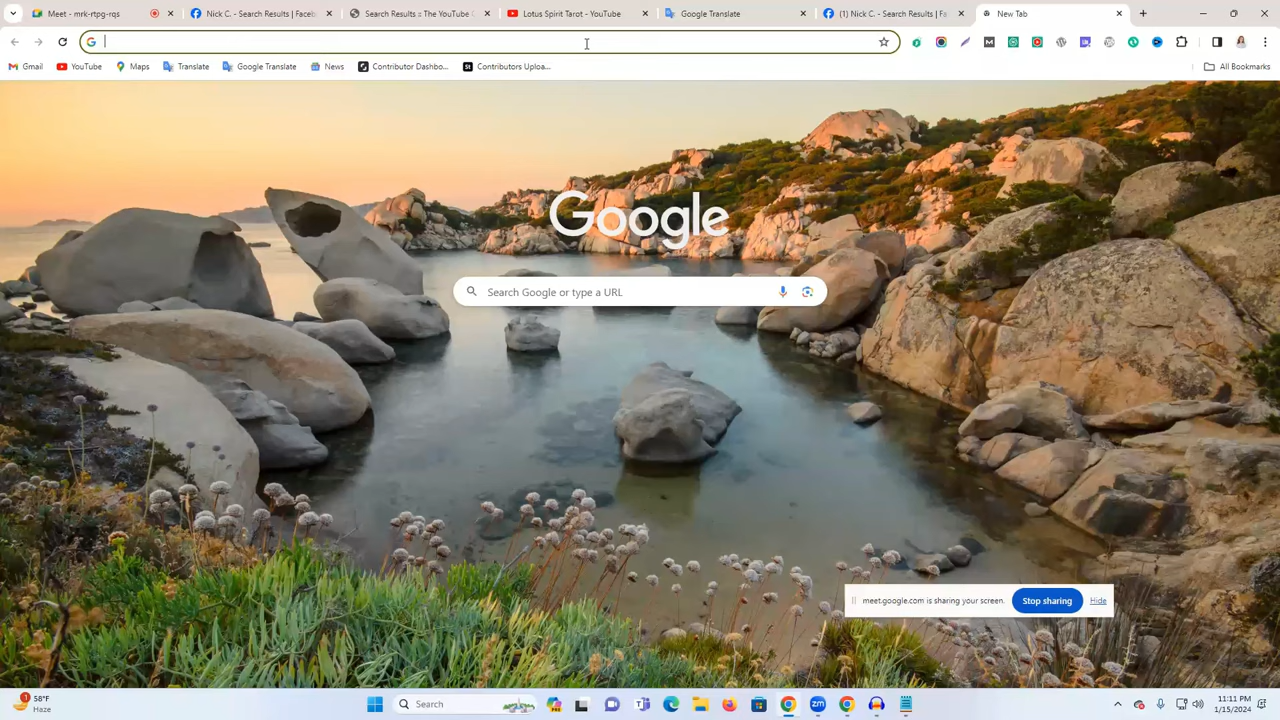 Meet - mrk-rtpg-rqs
Nick C. - Search Results | Faceb
Search Results :: The YouTube
Lotus Spirit Tarot - YouTube
Google Translate
(1) Nick C. - Search Results | Fa
New Tab
Gmail
YouTube
Maps
Translate
Google Translate
News
Contributor Dashbo...
Contributors Uploa...
All Bookmarks
Google
Search Google or type a URL
meet.google.com is sharing your screen.
Stop sharing
Hide
58°F
Haze
Search
11:11 PM
1/15/2024